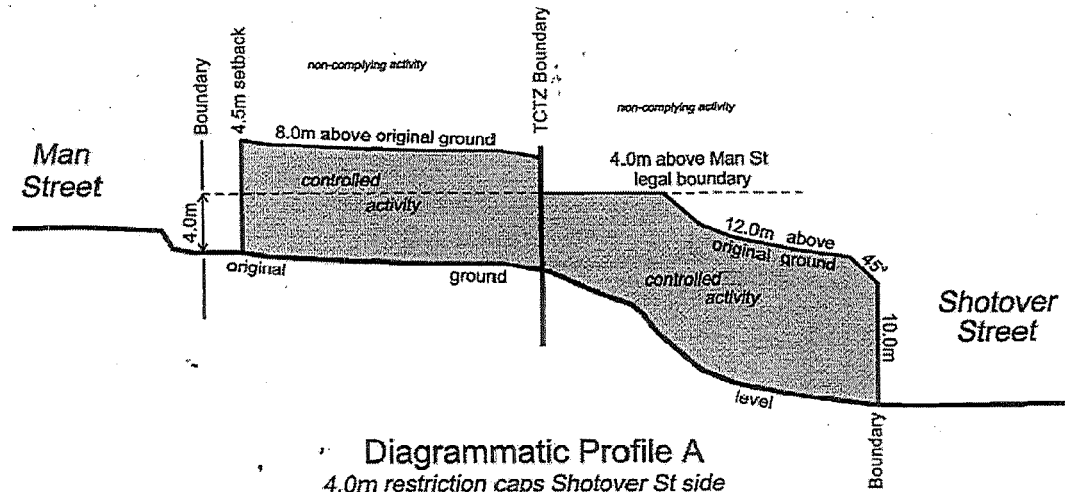 Boundary
4.5m setback
non-complying activity
TCTZ Boundary
non-complying activity
8.0m above original ground
Man
Street
4.0m above Man St
legal boundary
controlled
activity
4.0m
12.0m above
original ground
45°
original
ground
controlled
activity
Shotover
Street
10.0m
level
Boundary
Diagrammatic Profile A
4.0m restriction caps Shotover St side